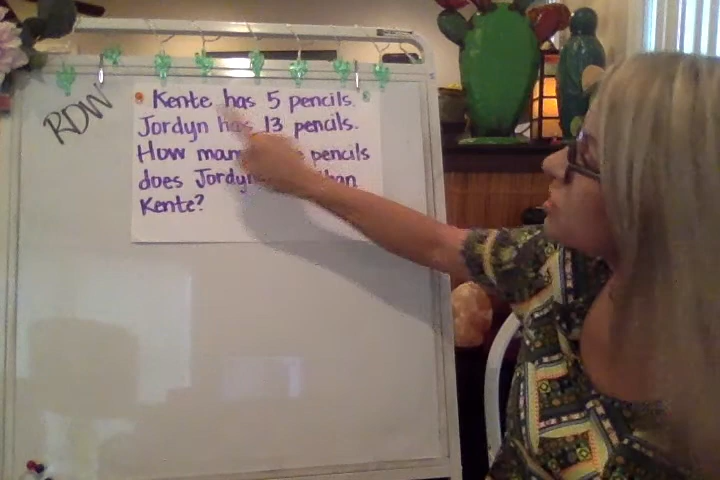 RDW
Kente has 5 pencils.
Jordyn has 13 pencils.
How pencils
does than
Kente?